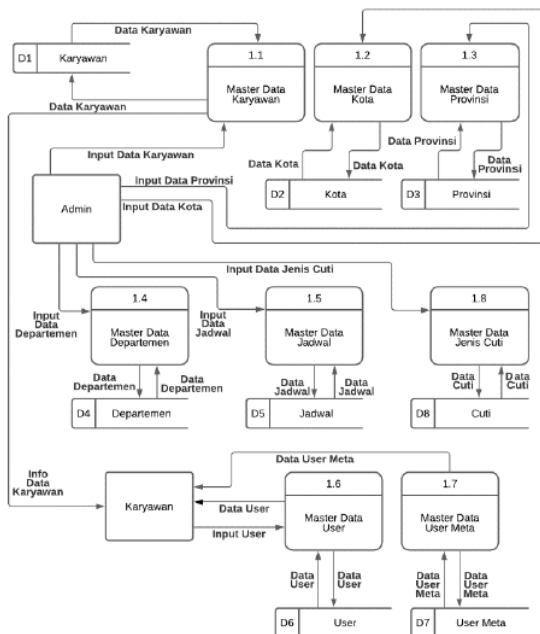 Data Karyawan
D1
Karyawan
Data Karyawan
1.1
Master Data
Karyawan
1.2
Master Data
Kota
1.3
Master Data
Provinsi
Input Data Karyawan
Data Kota
Data Kota
Data Provinsi
Data
Provinsi
D2
Kota
D3
Provinsi
Admin
Input Data Provinsi
Input Data Kota
Input Data Jenis Cuti
Input
Data
Departemen
1.4
Master Data
Departemen
Input
Data
Jadwal
1.5
Master Data
Jadwal
1.8
Master Data
Jenis Cuti
Data
Departemen
Data
Departemen
Data
Jadwal
Data
Jadwal
Data
Cuti
Data
Cuti
D4
Departemen
D5
Jadwal
D8
Cuti
Info
Data
Karyawan
Karyawan
Data User Meta
Data User
Input User
1.6
Master Data
User
1.7
Master Data
User Meta
Data
User
Data
User
Data
User
Meta
Data
User
Meta
D6
User
D7
User Meta